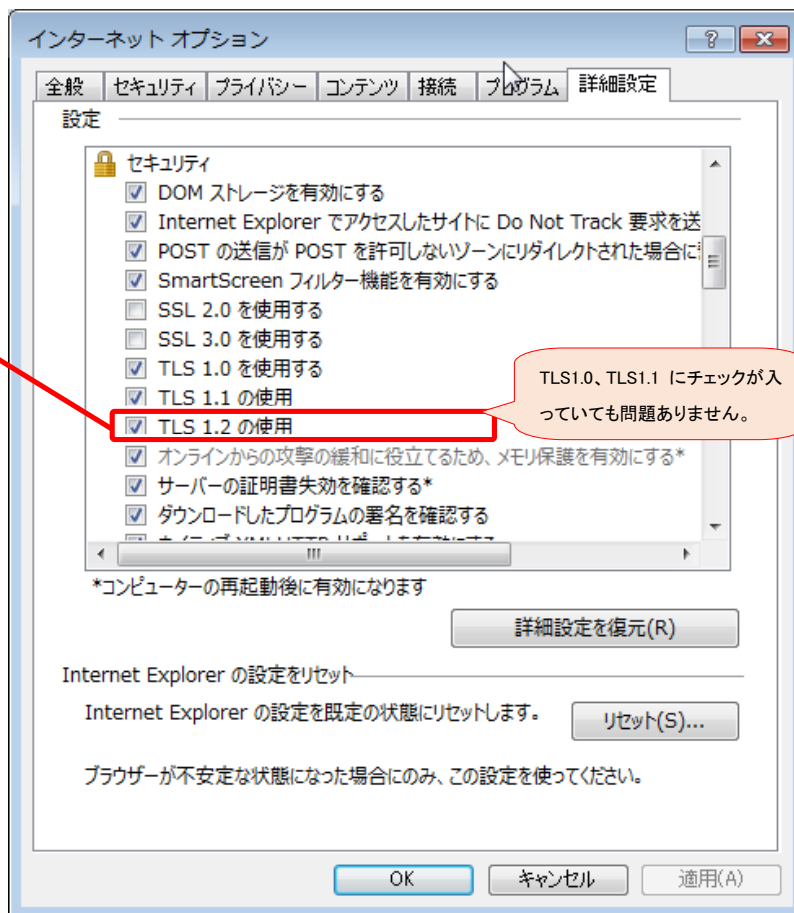 インターネット オプション
全般
セキュリティ
プライバシー
コンテンツ
接続
プログラム
詳細設定
設定
セキュリティ
DOM ストレージを有効にする
Internet Explorer でアクセスしたサイトに Do Not Track 要求を送
POST の送信が POST を許可しないゾーンにリダイレクトされた場合に
SmartScreen フィルター機能を有効にする
SSL 2.0 を使用する
SSL 3.0 を使用する
TLS 1.0 を使用する
TLS 1.1 の使用
TLS 1.2 の使用
TLS1.0、TLS1.1 にチェックが入
っていても問題ありません。
オンラインからの攻撃の緩和に役立てるため、メモリ保護を有効にする*
サーバーの証明書失効を確認する*
ダウンロードしたプログラムの署名を確認する
*コンピューターの再起動後に有効になります
詳細設定を復元(R)
Internet Explorer の設定をリセット
Internet Explorer の設定を既定の状態にリセットします。
リセット(S)...
ブラウザーが不安定な状態になった場合にのみ、この設定を使ってください。
OK
キャンセル
適用(A)